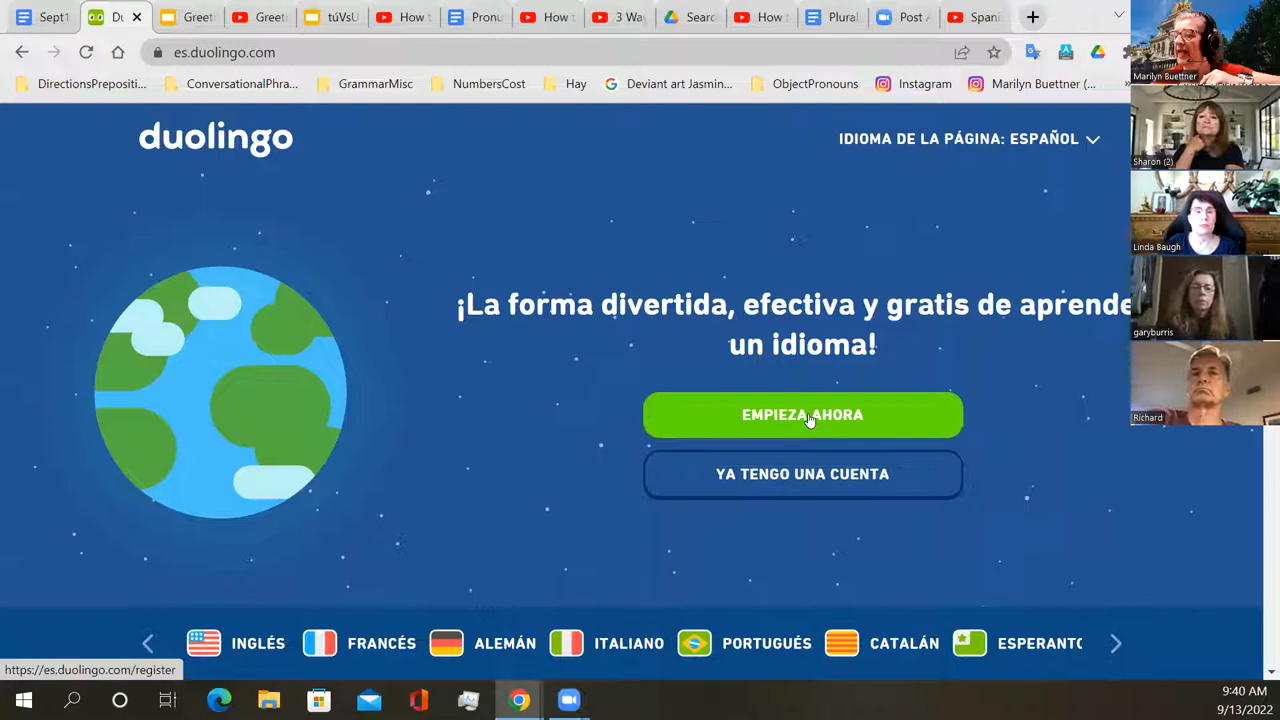 Sept1
Du
Greet
Greet
túVsU
How t
Pronu
How t
3 Way
Searc
How t
Plural
Post A
Spani
es.duolingo.com
DirectionsPrepositi...
ConversationalPhra...
GrammarMisc
Hay
Deviant art Jasmin...
ObjectPronouns
Instagram
Marilyn Buettner (...
duolingo
IDIOMA DE LA PÁGINA: ESPAÑOL
¡La forma divertida, efectiva y gratis de aprende
un idioma!
EMPIEZA AHORA
YA TENGO UNA CUENTA
INGLÉS
FRANCÉS
ALEMÁN
ITALIANO
PORTUGUÉS
CATALÁN
ESPERANTO
https://es.duolingo.com/register
Marilyn Buettner
Sharon (2)
Linda Baugh
garyburris
Richard
9:40 AM
9/13/2022